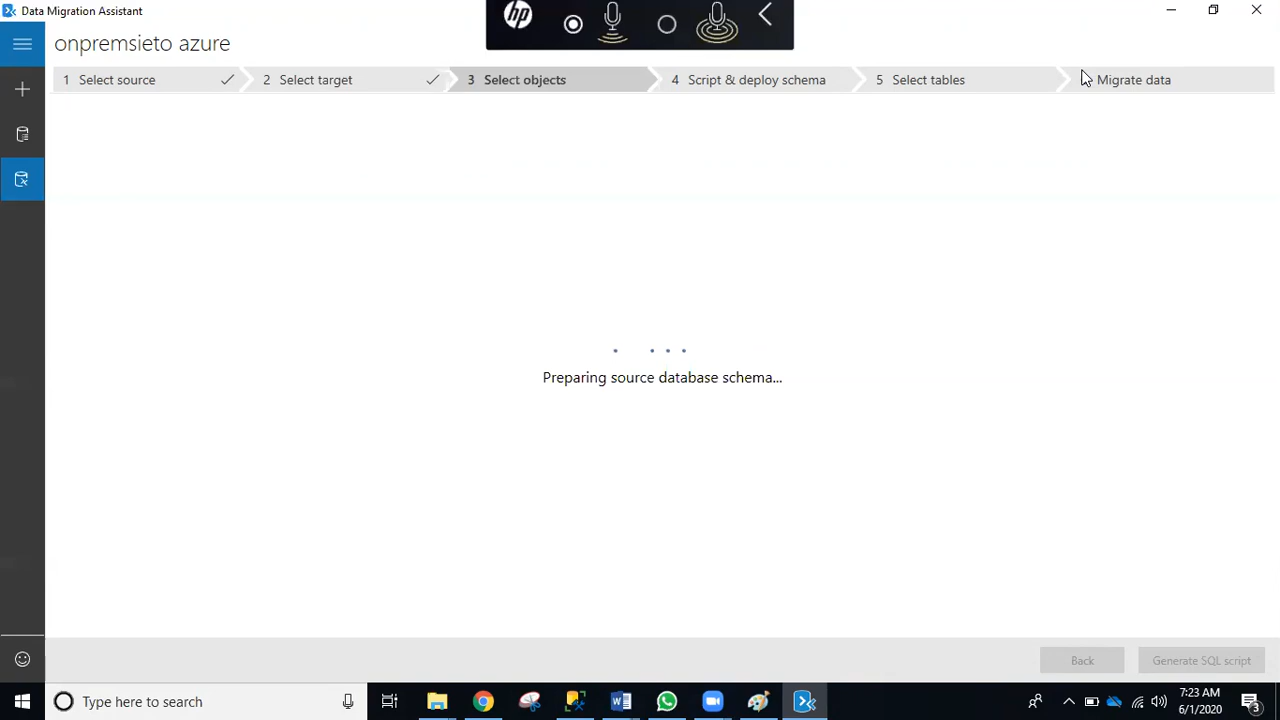 Data Migration Assistant
hp
onpremsieto azure
1 Select source
2 Select target
3 Select objects
4 Script & deploy schema
5 Select tables
Migrate data
Preparing source database schema...
Back
Generate SQL script
Type here to search
7:23 AM
6/1/2020
3